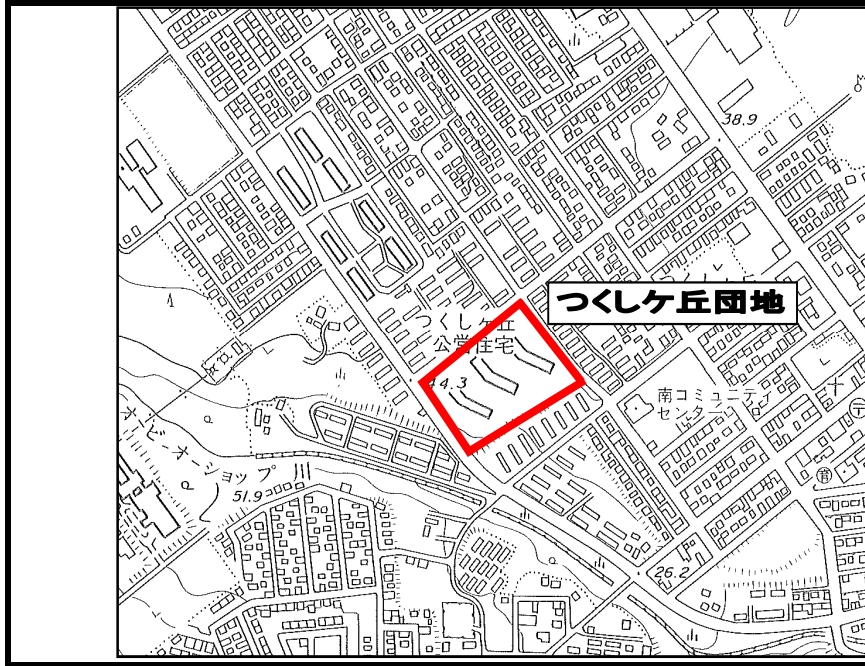 38.9
つくしケ丘団地
つくしケ丘
公営住宅
44.3
南コミュニティ
センター
オービーオーショップ川
51.9
26.2